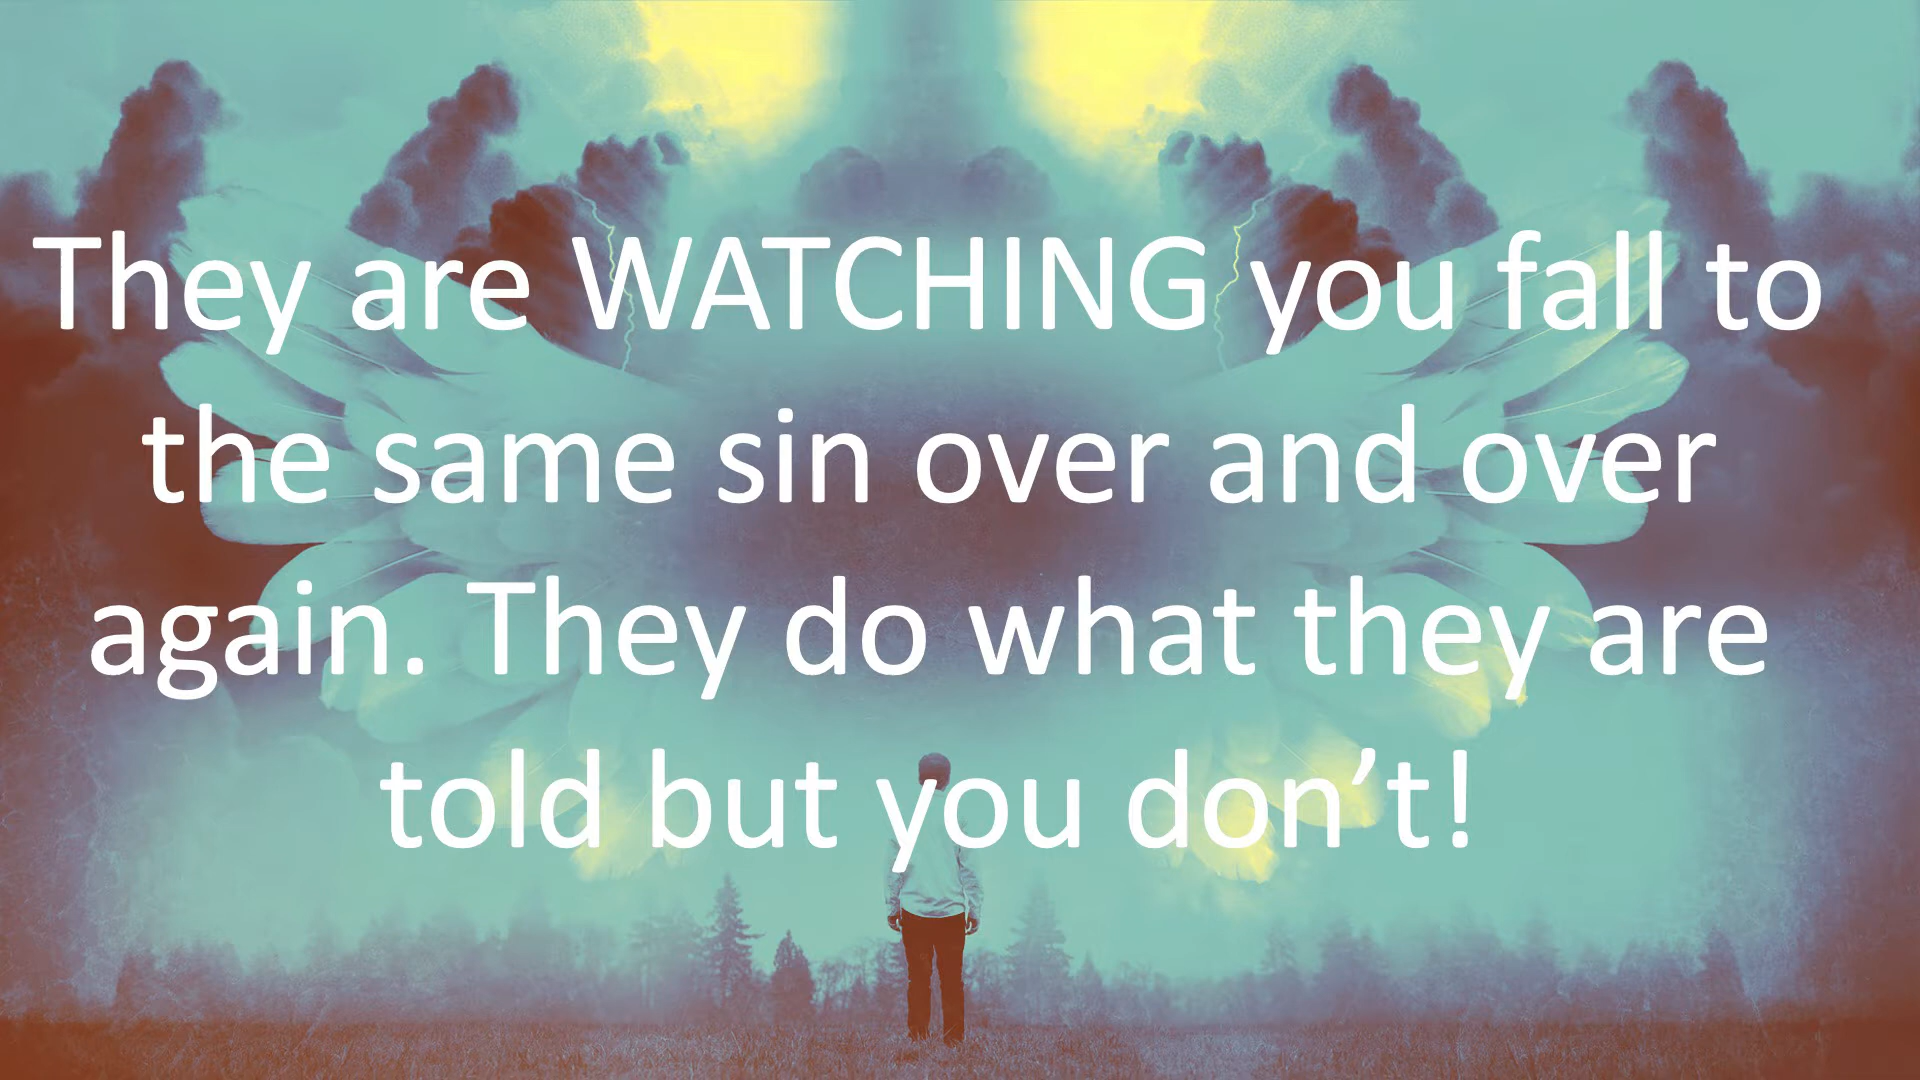 They are WATCHING you fall to
the same sin over and over
again. They do what they are
told but you don’t!